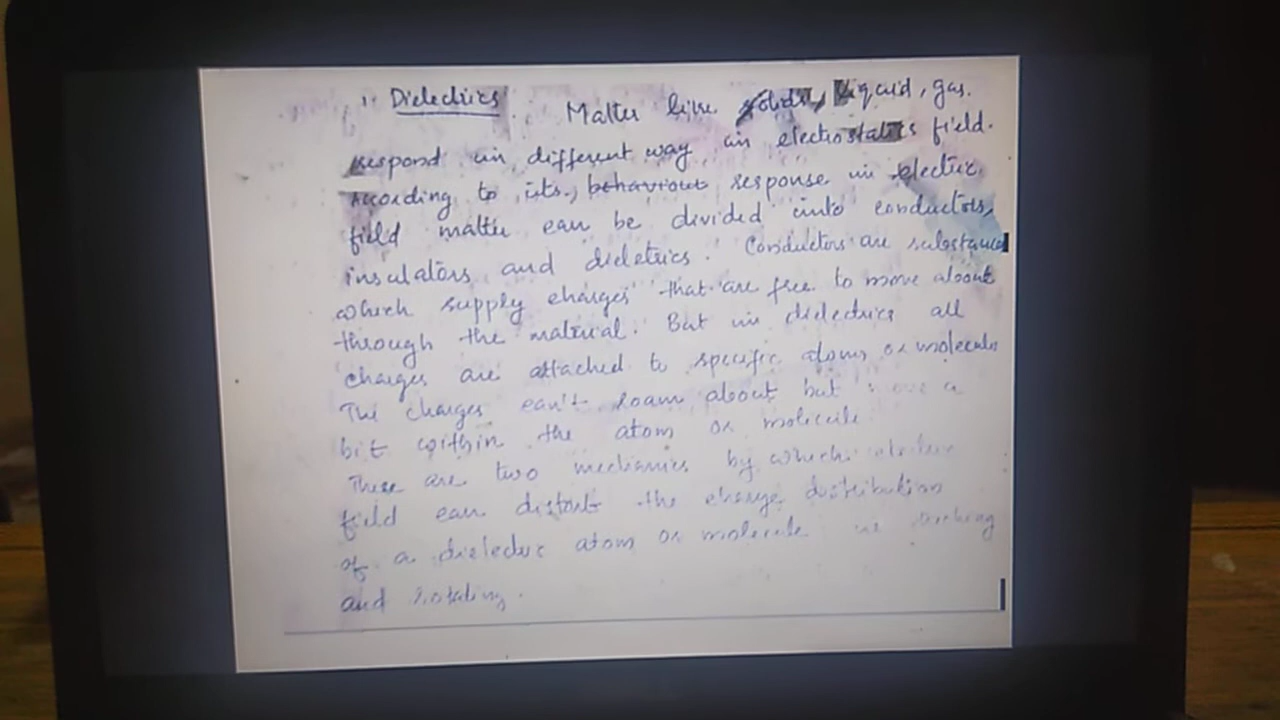 Dielectrics Matter like solids, liquid, gas.
respond in different way in electrostatics field.
According to its, behaviour response in electric
field matter can be divided into conductors,
insulators and dieletrics. Conductors are substance
which supply charges that are free to move about
through the material. But in dielectrics all
charges are attached to specific atoms or molecule
The charges can't roam about but move a
bit within the atom or molecule
These are two mechanics by which
field can distort the charge distribution
of a dielectric atom or molecule ie
and rotating.